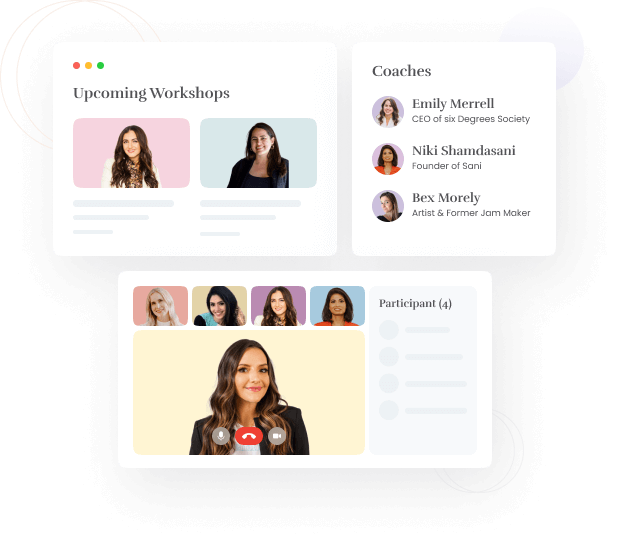 Upcoming Workshops
Coaches
Emily Merrell
CEO of six Degrees Society
Niki Shamdasani
Founder of Sani
Bex Morely
Artist & Former Jam Maker
Participant (4)